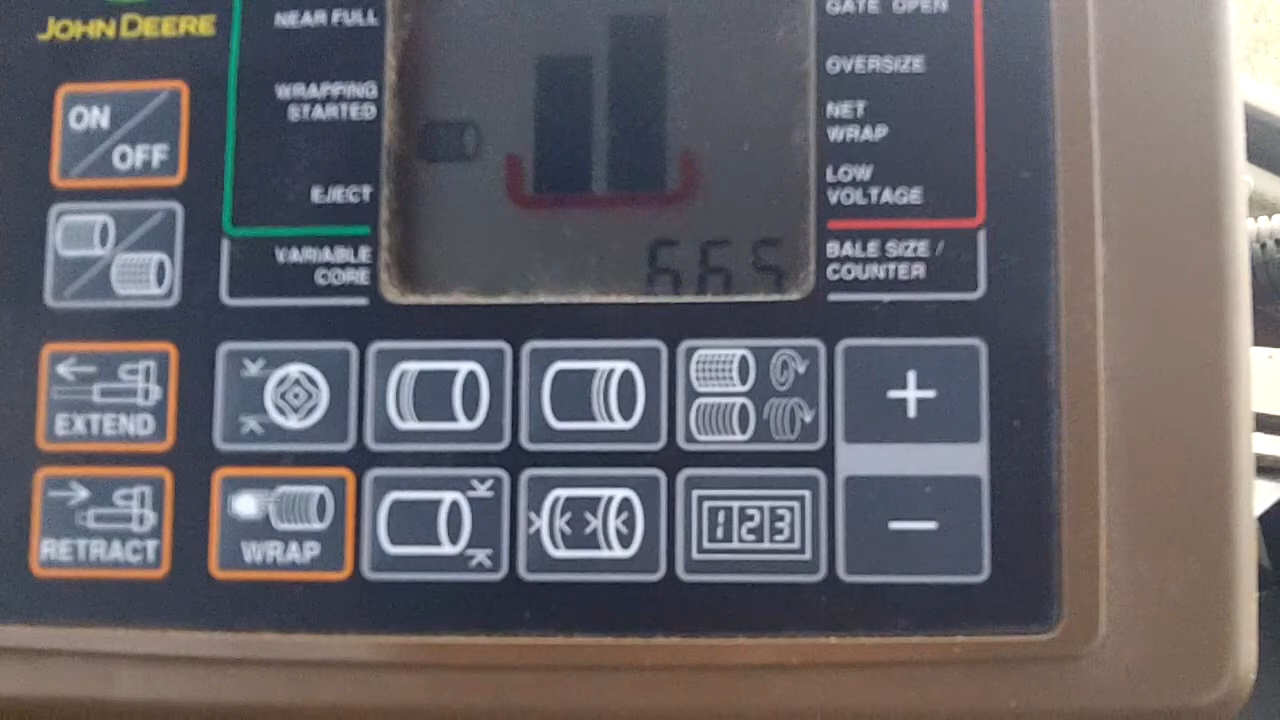 JOHN DEERE
NEAR FULL
GATE OPEN
OVERSIZE
WRAPPING
STARTED
NET
WRAP
EJECT
LOW
VOLTAGE
VARIABLE
CORE
665
BALE SIZE /
COUNTER
ON
OFF
EXTEND
RETRACT
WRAP
123
+
−